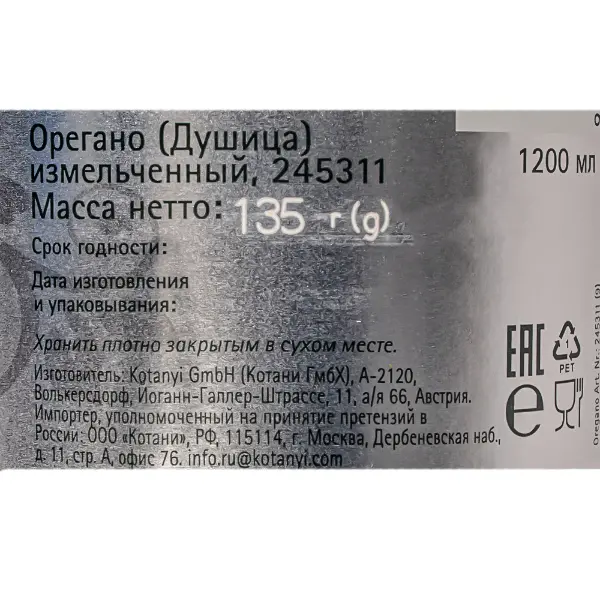 Орегано (Душица)
измельченный, 245311
Масса нетто: 135 г (g)
Срок годности:
Дата изготовления
и упаковывания:
Хранить плотно закрытым в сухом месте.
Изготовитель: Kotanyi GmbH (Котани ГмбХ), А-2120,
Волькерсдорф, Йоганн-Галлер-Штрассе, 11, а/я 66, Австрия.
Импортер, уполномоченный на принятие претензий в
России: ООО «Котани», РФ, 115114, г. Москва, Дербеневская наб.,
д. 11, стр. А, офис 76. info.ru@kotanyi.com
1200 мл
EAC
1
PET
e
Oregano Art. Nr.: 245311 (9)